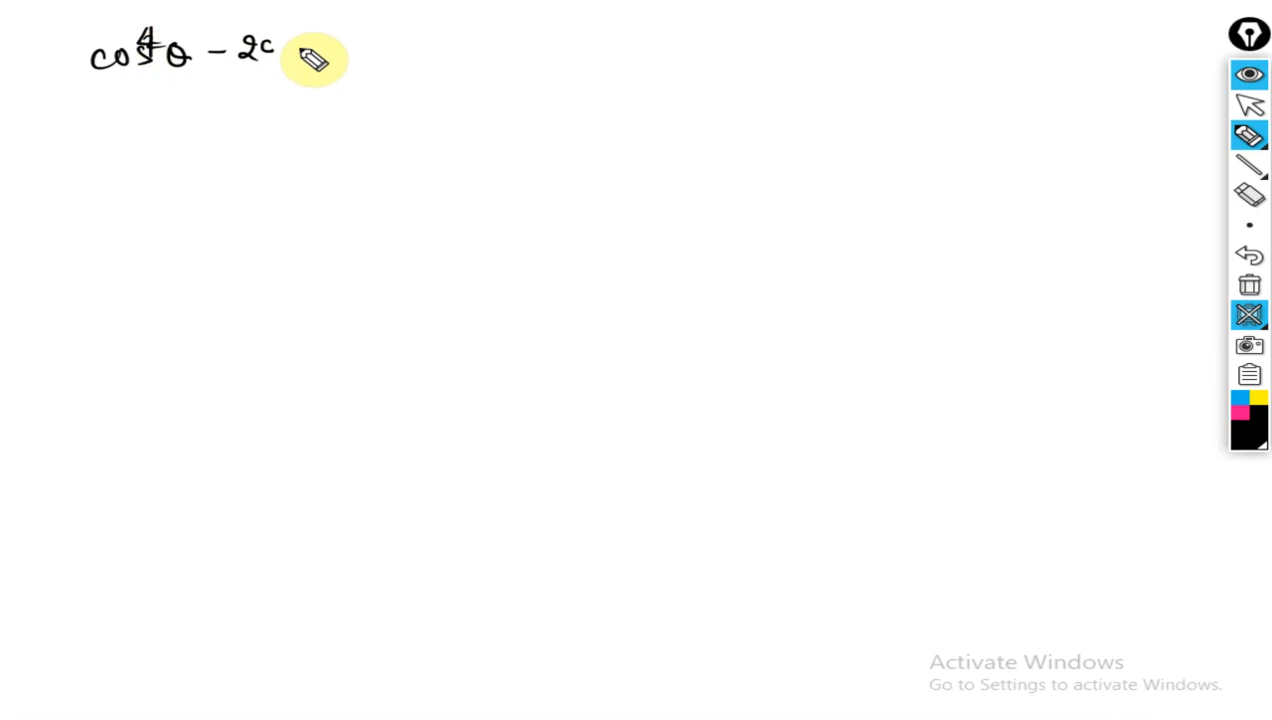 cos⁴θ - 2c
Activate Windows
Go to Settings to activate Windows.